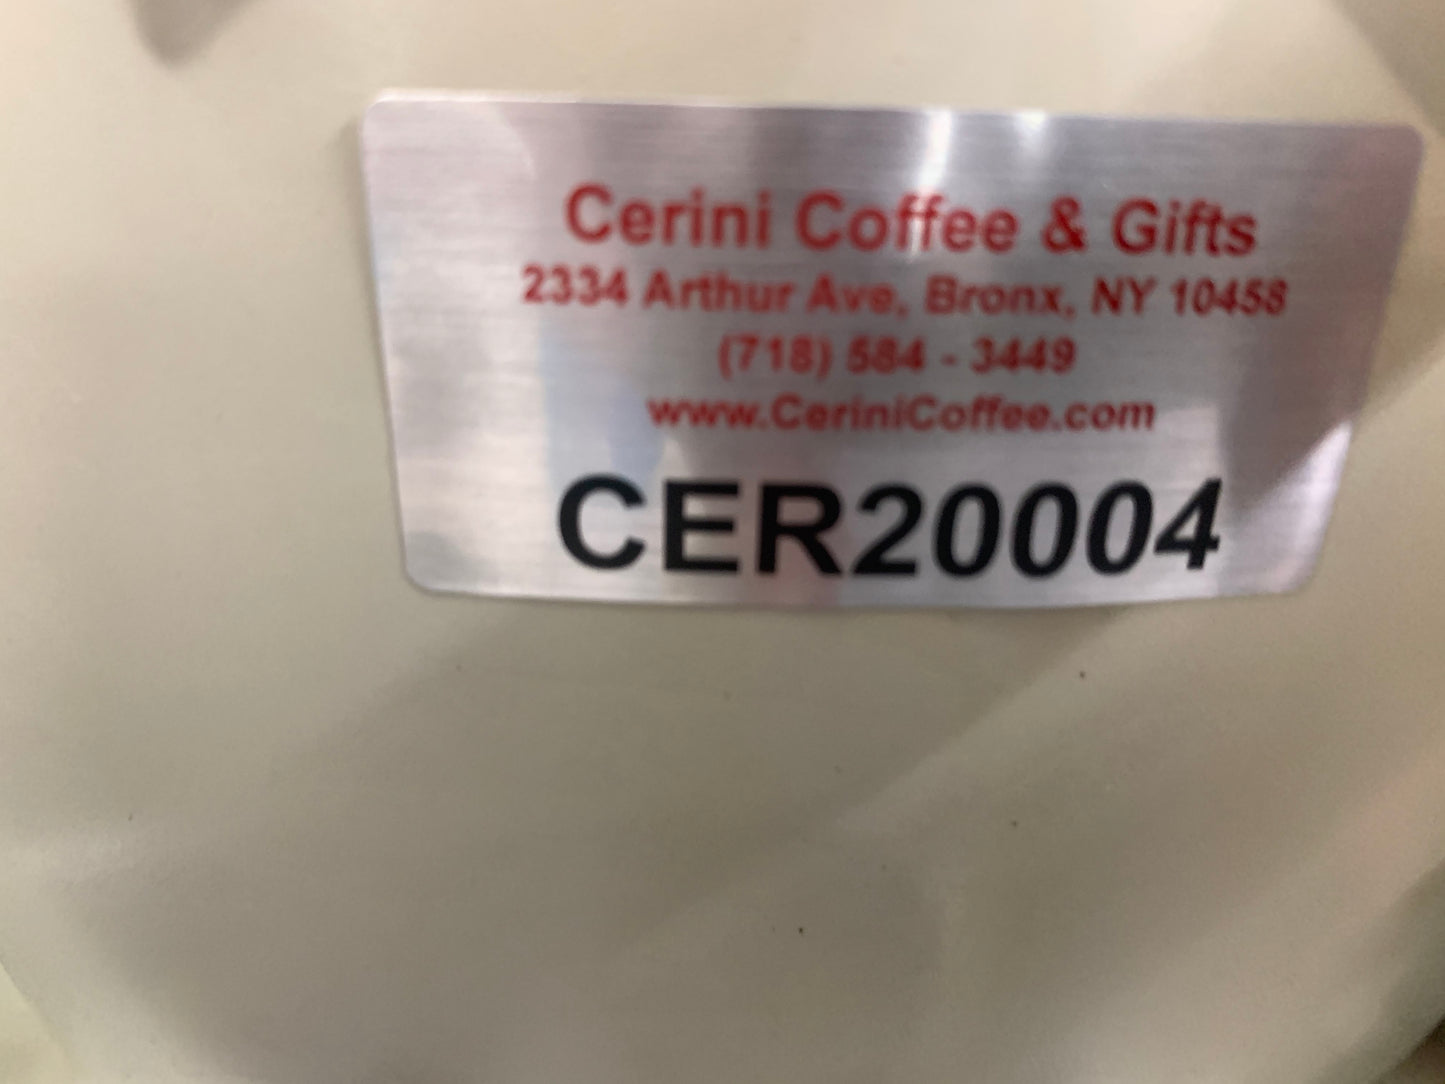 Cerini Coffee & Gifts
2334 Arthur Ave, Bronx, NY 10458
(718) 584 - 3449
www.CeriniCoffee.com
CER20004